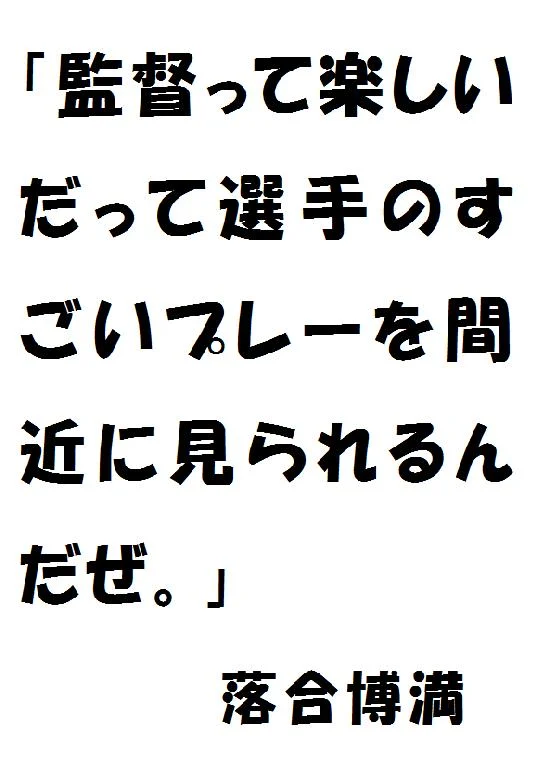 「監督って楽しい
だって選手のす
ごいプレーを間
近に見られるん
だぜ。」
落合博満